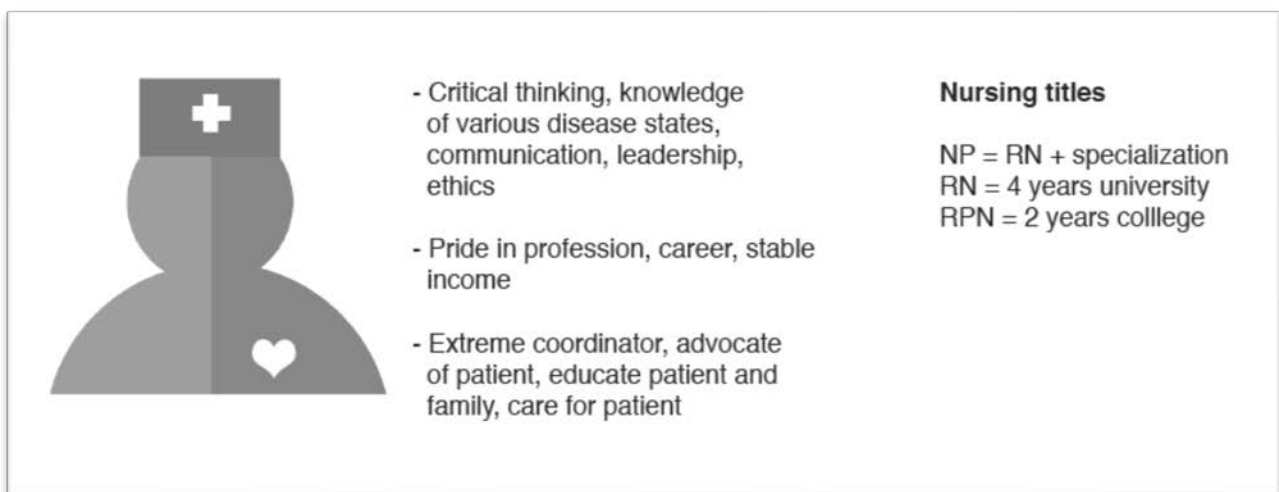 - Critical thinking, knowledge
of various disease states,
communication, leadership,
ethics
- Pride in profession, career, stable
income
- Extreme coordinator, advocate
of patient, educate patient and
family, care for patient
Nursing titles
NP = RN + specialization
RN = 4 years university
RPN = 2 years colllege